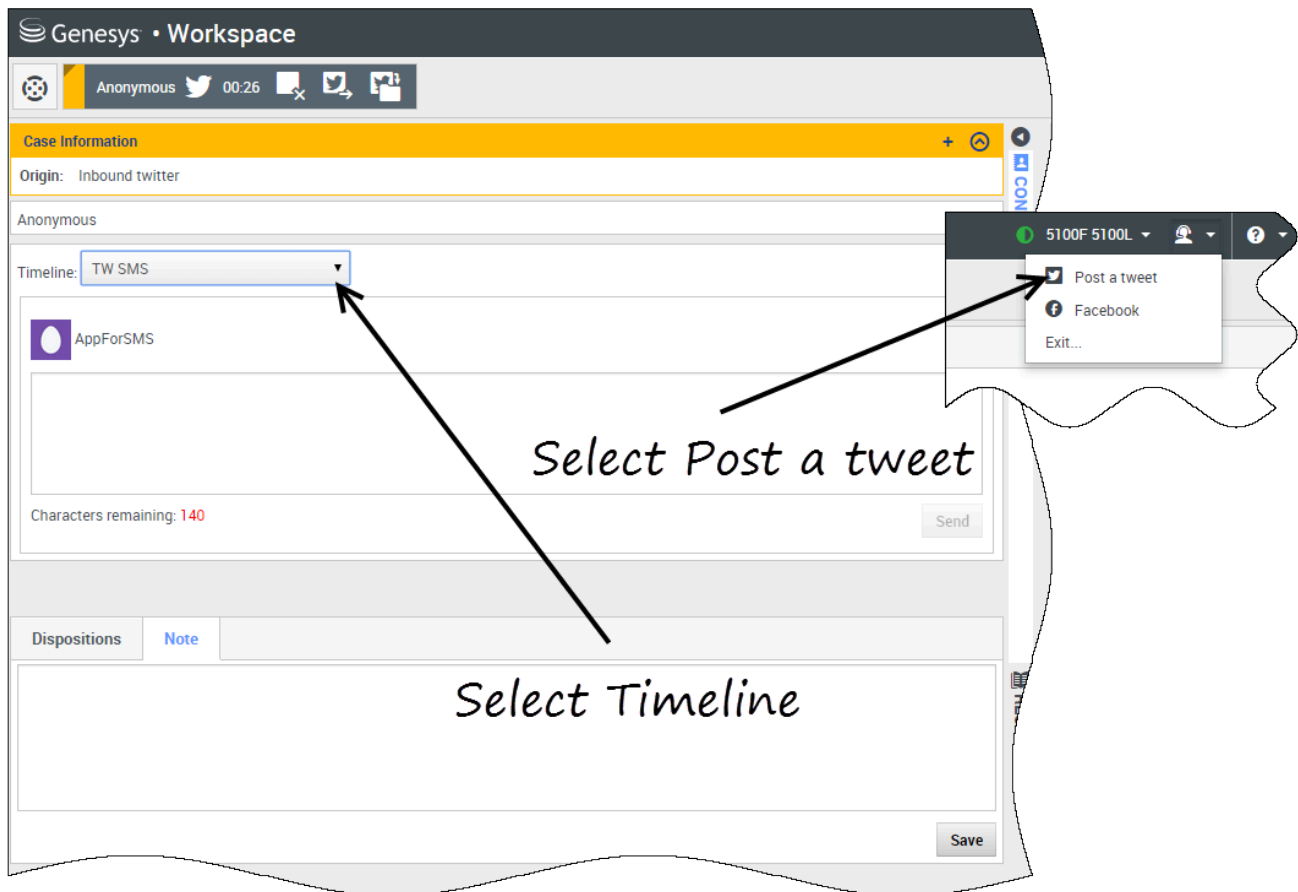 Genesys • Workspace
Anonymous 00:26
Case Information +
Origin: Inbound twitter
Anonymous
Timeline: TW SMS
AppForSMS
Characters remaining: 140
Send
Dispositions Note
Save
CON
5100F 5100L ?
Post a tweet
Facebook
Exit...
Select Post a tweet
Select Timeline